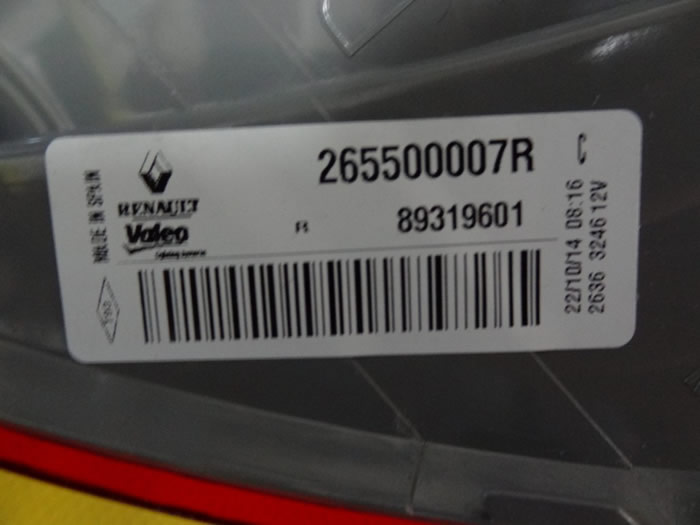 MADE IN SPAIN
RENAULT
Valeo
265500007R
R 89319601
22/10/14 08:16
2636 3246 12V